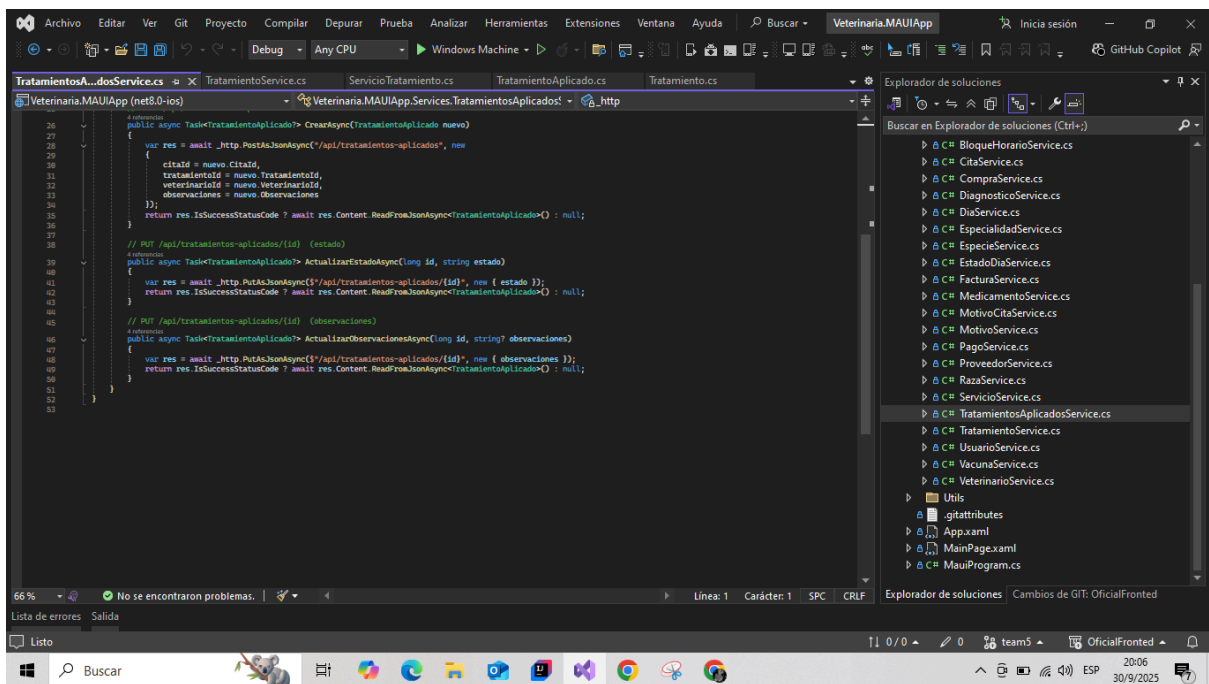 Archivo Editar Ver Git Proyecto Compilar Depurar Prueba Analizar Herramientas Extensiones Ventana Ayuda Buscar Veterinaria.MAUIApp Inicia sesión
Debug Any CPU Windows Machine GitHub Copilot
TratamientosA...dosService.cs TratamientoService.cs ServicioTratamiento.cs TratamientoAplicado.cs Tratamiento.cs
Veterinaria.MAUIApp (net8.0-ios) Veterinaria.MAUIApp.Services.TratamientosAplicados! _http
4 referencias
26 public async Task<TratamientoAplicado?> CrearAsync(TratamientoAplicado nuevo)
27 {
28 var res = await _http.PostAsJsonAsync("/api/tratamientos-aplicados", new
29 {
30 citaId = nuevo.CitaId,
31 tratamientoId = nuevo.TratamientoId,
32 veterinarioId = nuevo.VeterinarioId,
33 observaciones = nuevo.Observaciones
34 });
35 return res.IsSuccessStatusCode ? await res.Content.ReadFromJsonAsync<TratamientoAplicado>() : null;
36 }
37
38 // PUT /api/tratamientos-aplicados/{id} (estado)
4 referencias
39 public async Task<TratamientoAplicado?> ActualizarEstadoAsync(long id, string estado)
40 {
41 var res = await _http.PutAsJsonAsync($"/api/tratamientos-aplicados/{id}", new { estado });
42 return res.IsSuccessStatusCode ? await res.Content.ReadFromJsonAsync<TratamientoAplicado>() : null;
43 }
44
45 // PUT /api/tratamientos-aplicados/{id} (observaciones)
4 referencias
46 public async Task<TratamientoAplicado?> ActualizarObservacionesAsync(long id, string? observaciones)
47 {
48 var res = await _http.PutAsJsonAsync($"/api/tratamientos-aplicados/{id}", new { observaciones });
49 return res.IsSuccessStatusCode ? await res.Content.ReadFromJsonAsync<TratamientoAplicado>() : null;
50 }
51 }
52 }
53
66 % No se encontraron problemas. Línea: 1 Carácter: 1 SPC CRLF
Lista de errores Salida
Explorador de soluciones
Buscar en Explorador de soluciones (Ctrl+;)
C# BloqueHorarioService.cs
C# CitaService.cs
C# CompraService.cs
C# DiagnosticoService.cs
C# DiaService.cs
C# EspecialidadService.cs
C# EspecieService.cs
C# EstadoDiaService.cs
C# FacturaService.cs
C# MedicamentoService.cs
C# MotivoCitaService.cs
C# MotivoService.cs
C# PagoService.cs
C# ProveedorService.cs
C# RazaService.cs
C# ServicioService.cs
C# TratamientosAplicadosService.cs
C# TratamientoService.cs
C# UsuarioService.cs
C# VacunaService.cs
C# VeterinarioService.cs
Utils
.gitattributes
App.xaml
MainPage.xaml
C# MauiProgram.cs
Explorador de soluciones Cambios de GIT: OficialFronted
Listo 0 / 0 0 team5 OficialFronted
Buscar ESP 20:06
30/9/2025 7